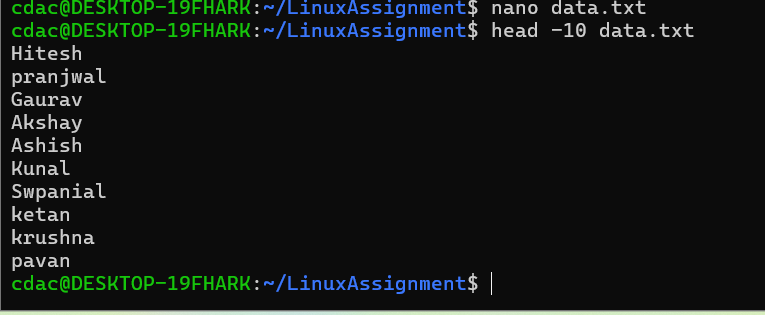 cdac@DESKTOP-19FHARK:~/LinuxAssignment$ nano data.txt
cdac@DESKTOP-19FHARK:~/LinuxAssignment$ head -10 data.txt
Hitesh
pranjwal
Gaurav
Akshay
Ashish
Kunal
Swpanial
ketan
krushna
pavan
cdac@DESKTOP-19FHARK:~/LinuxAssignment$